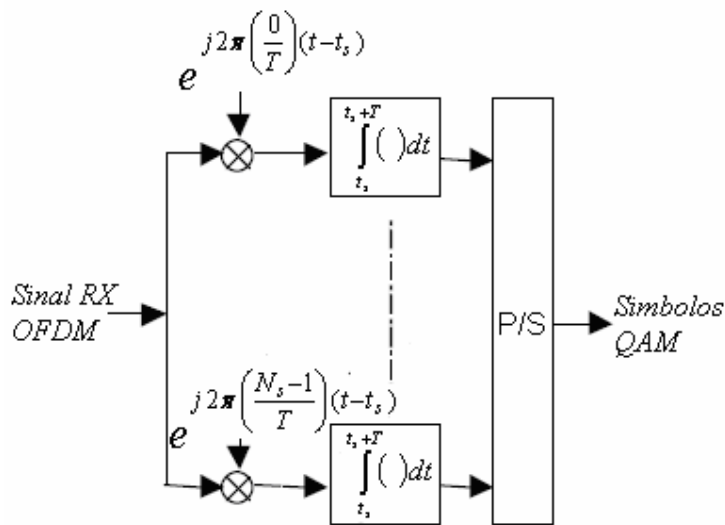 e^{j2π(0/T)(t−t_s)}
∫_{t_s}^{t_s+T} ( )dt
Sinal RX
OFDM
P/S
Simbolos
QAM
e^{j2π((N_s−1)/T)(t−t_s)}
∫_{t_s}^{t_s+T} ( )dt